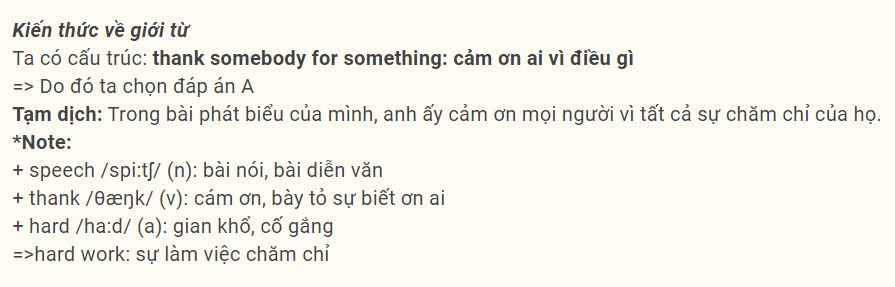 Kiến thức về giới từ
Ta có cấu trúc: thank somebody for something: cảm ơn ai vì điều gì
=> Do đó ta chọn đáp án A
Tạm dịch: Trong bài phát biểu của mình, anh ấy cảm ơn mọi người vì tất cả sự chăm chỉ của họ.
*Note:
+ speech /spi:tʃ/ (n): bài nói, bài diễn văn
+ thank /θæŋk/ (v): cám ơn, bày tỏ sự biết ơn ai
+ hard /ha:d/ (a): gian khổ, cố gắng
=>hard work: sự làm việc chăm chỉ